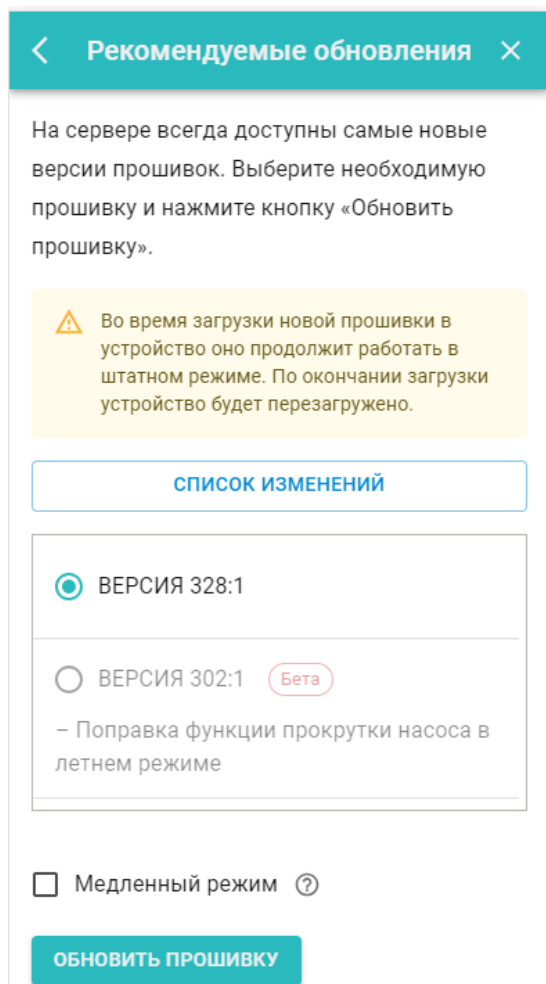 Рекомендуемые обновления
На сервере всегда доступны самые новые
версии прошивок. Выберите необходимую
прошивку и нажмите кнопку «Обновить
прошивку».
Во время загрузки новой прошивки в
устройство оно продолжит работать в
штатном режиме. По окончании загрузки
устройство будет перезагружено.
СПИСОК ИЗМЕНЕНИЙ
ВЕРСИЯ 328:1
ВЕРСИЯ 302:1 Бета
– Поправка функции прокрутки насоса в
летнем режиме
Медленный режим
ОБНОВИТЬ ПРОШИВКУ